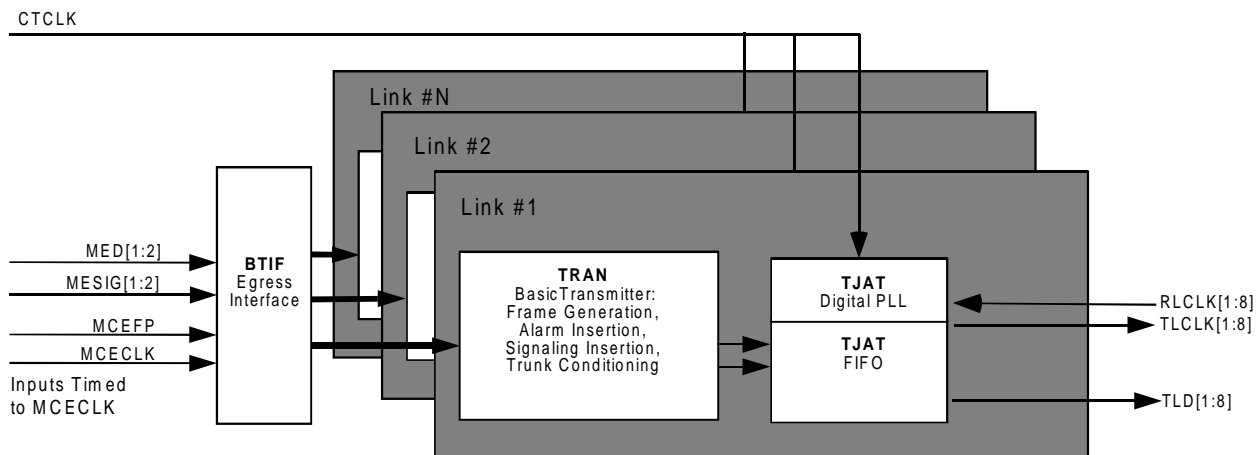 CTCLK
Link #N
Link #2
Link #1
MED[1:2]
MESIG[1:2]
MCEFP
MCECLK
Inputs Timed
to MCECLK
BTIF
Egress
Interface
TRAN
BasicTransmitter:
Frame Generation,
Alarm Insertion,
Signaling Insertion,
Trunk Conditioning
TJAT
Digital PLL
TJAT
FIFO
RLCLK[1:8]
TLCLK[1:8]
TLD[1:8]